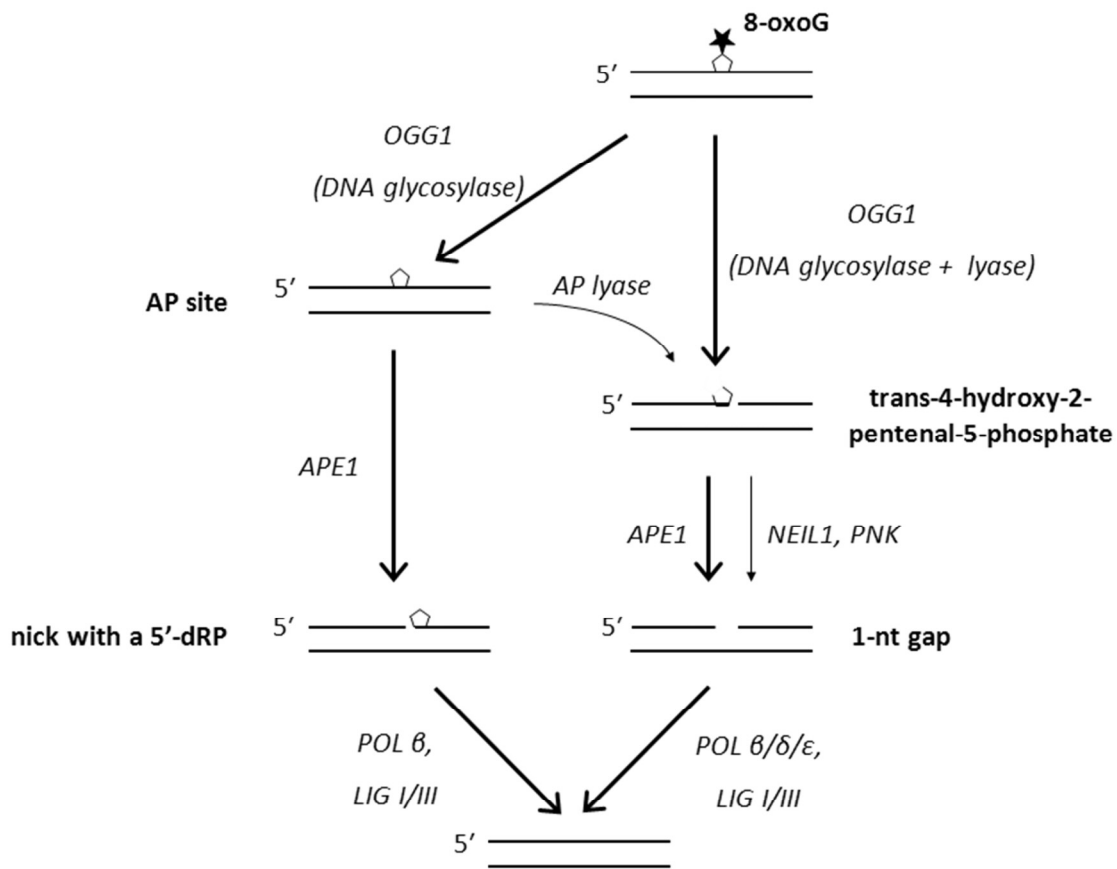 8-oxoG
5′
OGG1
(DNA glycosylase)
OGG1
(DNA glycosylase + lyase)
AP site
5′
AP lyase
5′
trans-4-hydroxy-2-
pentenal-5-phosphate
APE1
APE1
NEIL1, PNK
nick with a 5′-dRP
5′
5′
1-nt gap
POL β,
LIG I/III
POL β/δ/ε,
LIG I/III
5′